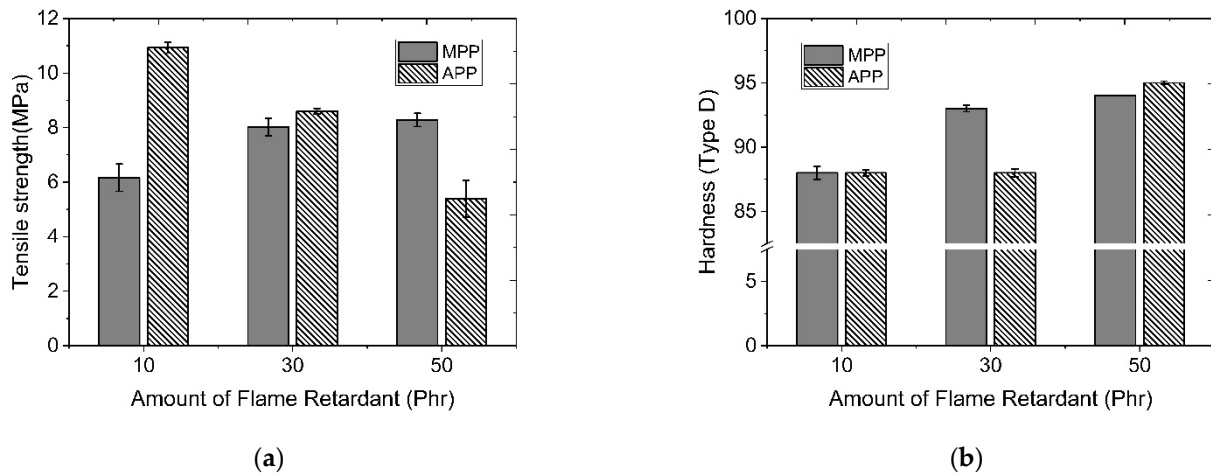 12
10
8
6
4
2
0
Tensile strength(MPa)
MPP
APP
10 30 50
Amount of Flame Retardant (Phr)
(a)
100
95
90
85
5
0
Hardness (Type D)
MPP
APP
10 30 50
Amount of Flame Retardant (Phr)
(b)